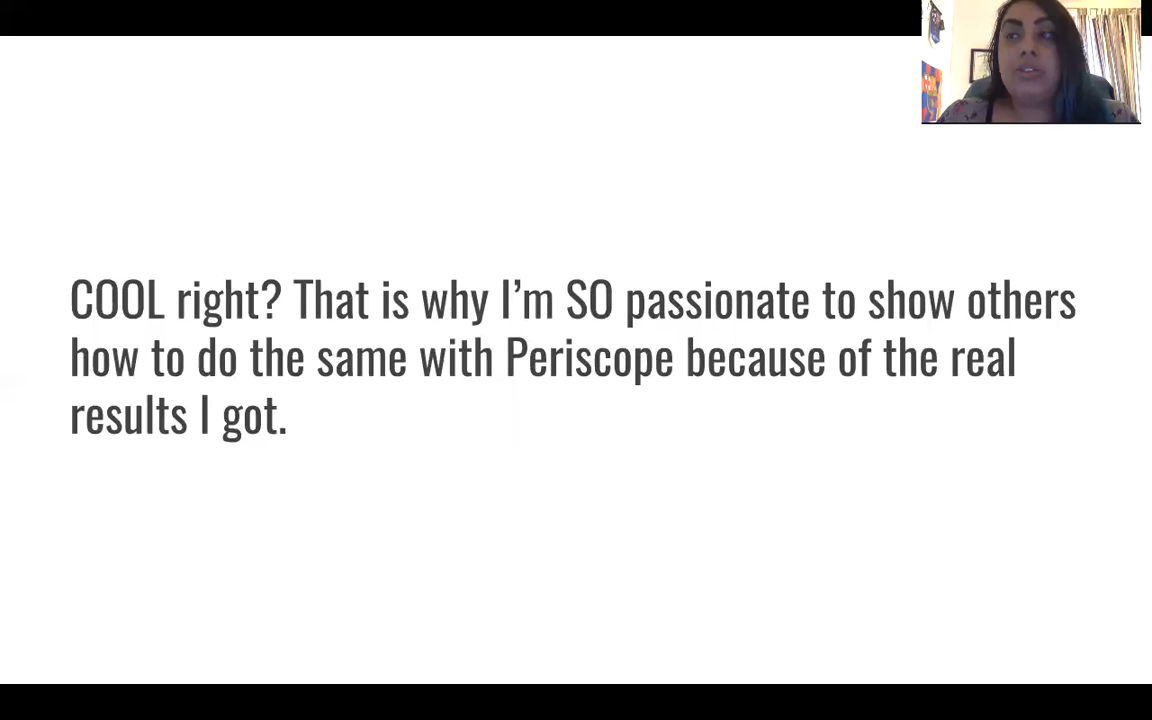 COOL right? That is why I’m SO passionate to show others
how to do the same with Periscope because of the real
results I got.